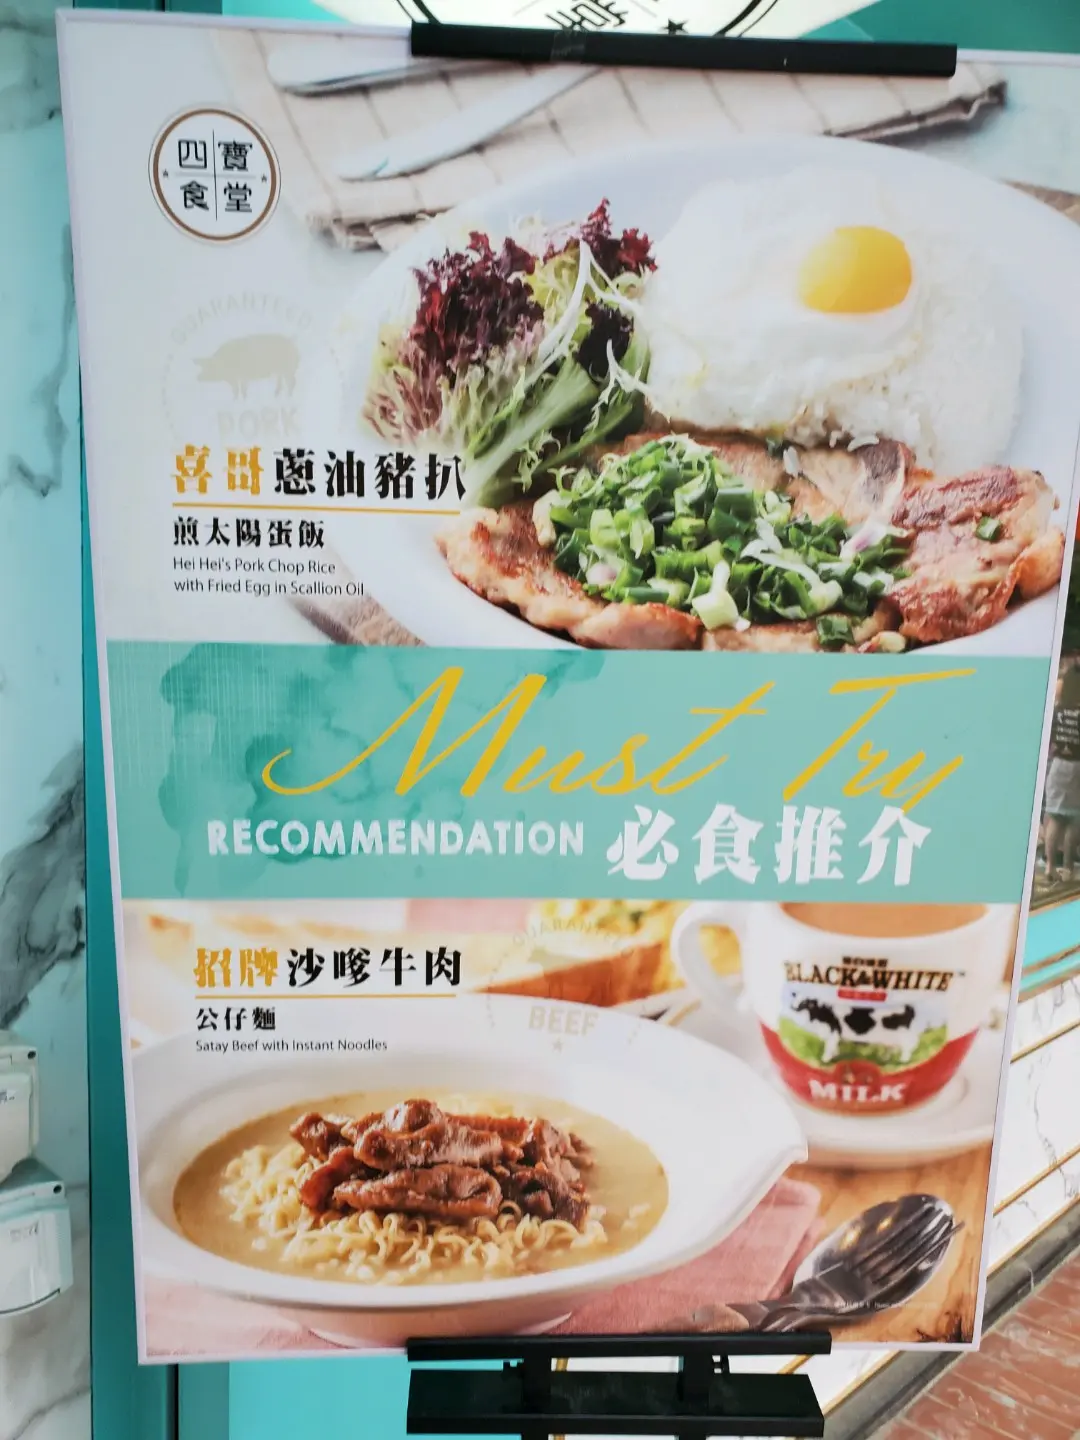 四寶
食堂
GUARANTEED
PORK
喜哥蔥油豬扒
煎太陽蛋飯
Hei Hei's Pork Chop Rice
with Fried Egg in Scallion Oil
Must Try
RECOMMENDATION 必食推介
招牌沙嗲牛肉
公仔麵
Satay Beef with Instant Noodles
GUARANTEED
BEEF
BLACK&WHITE
MILK